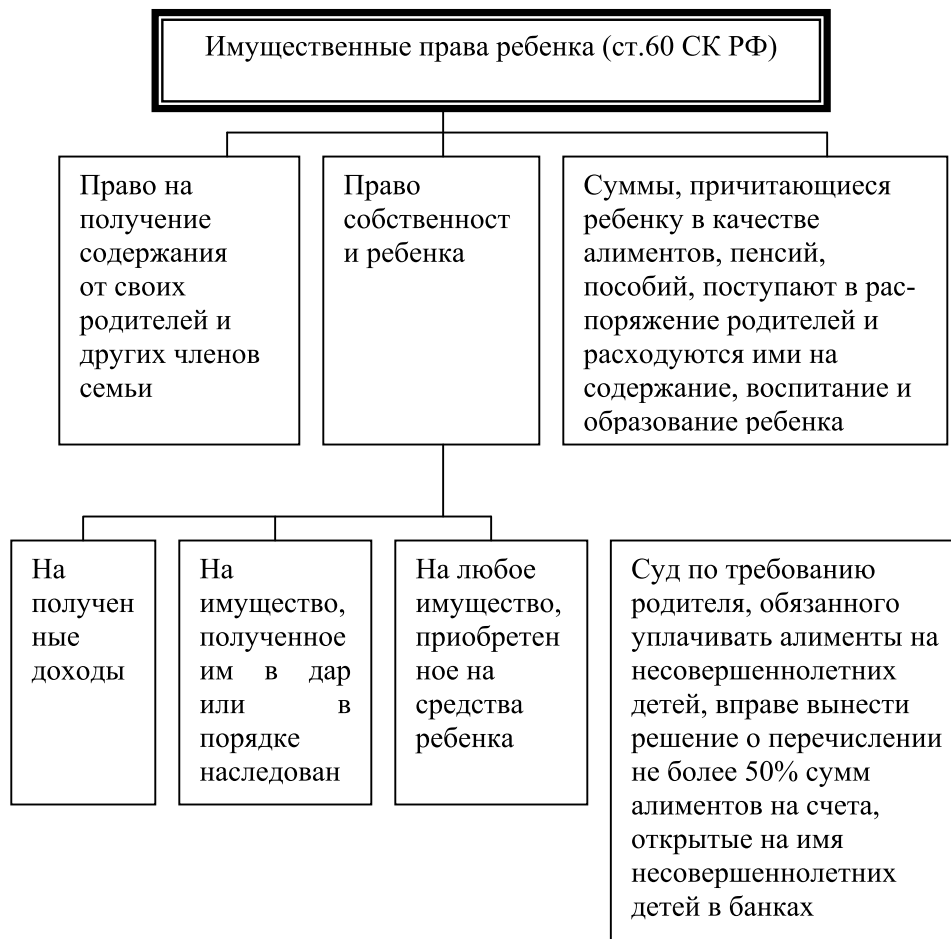 Имущественные права ребенка (ст.60 СК РФ)
Право на
получение
содержания
от своих
родителей и
других членов
семьи
Право
собственност
и ребенка
Суммы, причитающиеся
ребенку в качестве
алиментов, пенсий,
пособий, поступают в рас-
поряжение родителей и
расходуются ими на
содержание, воспитание и
образование ребенка
На
получен
ные
доходы
На
имущество,
полученное
им в дар
или в
порядке
наследован
На любое
имущество,
приобретен
ное на
средства
ребенка
Суд по требованию
родителя, обязанного
уплачивать алименты на
несовершеннолетних
детей, вправе вынести
решение о перечислении
не более 50% сумм
алиментов на счета,
открытые на имя
несовершеннолетних
детей в банках